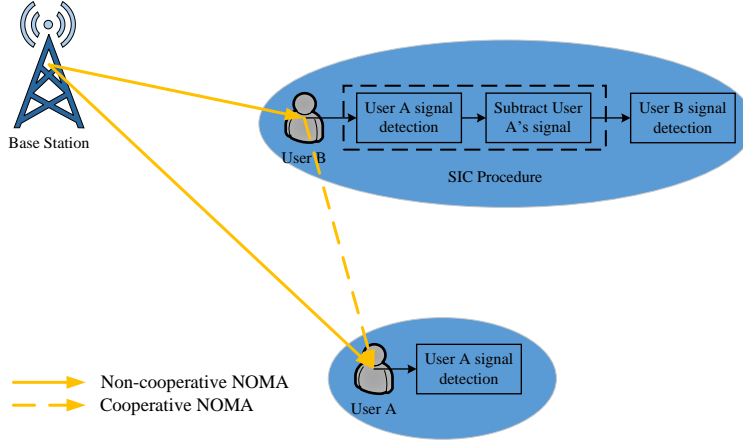 Base Station
User B
User A signal
detection
Subtract User
A's signal
User B signal
detection
SIC Procedure
User A
User A signal
detection
Non-cooperative NOMA
Cooperative NOMA